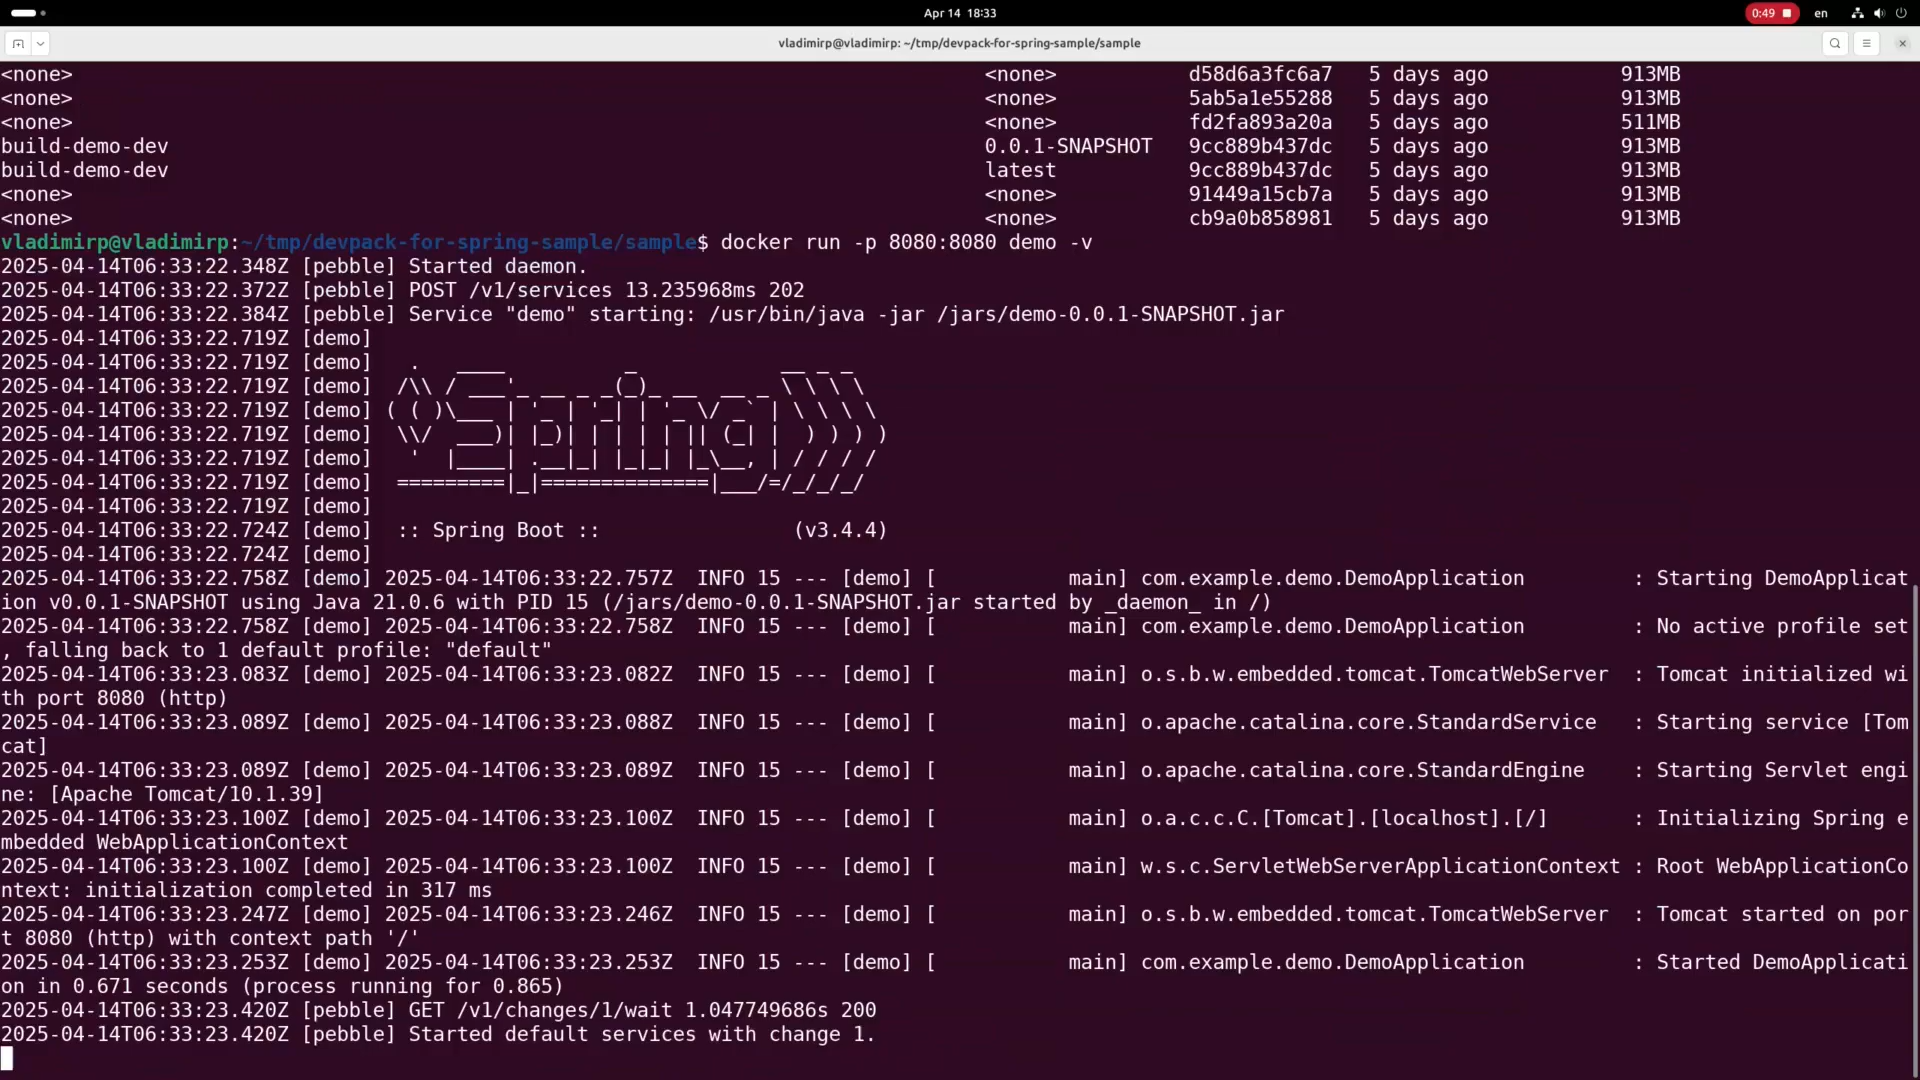 Apr 14 18:33
0:49
en
vladimirp@vladimirp: ~/tmp/devpack-for-spring-sample/sample
<none> <none> d58d6a3fc6a7 5 days ago 913MB
<none> <none> 5ab5a1e55288 5 days ago 913MB
<none> <none> fd2fa893a20a 5 days ago 511MB
build-demo-dev 0.0.1-SNAPSHOT 9cc889b437dc 5 days ago 913MB
build-demo-dev latest 9cc889b437dc 5 days ago 913MB
<none> <none> 91449a15cb7a 5 days ago 913MB
<none> <none> cb9a0b858981 5 days ago 913MB
vladimirp@vladimirp:~/tmp/devpack-for-spring-sample/sample$ docker run -p 8080:8080 demo -v
2025-04-14T06:33:22.348Z [pebble] Started daemon.
2025-04-14T06:33:22.372Z [pebble] POST /v1/services 13.235968ms 202
2025-04-14T06:33:22.384Z [pebble] Service "demo" starting: /usr/bin/java -jar /jars/demo-0.0.1-SNAPSHOT.jar
2025-04-14T06:33:22.719Z [demo]
2025-04-14T06:33:22.719Z [demo]   .   ____          _            __ _ _
2025-04-14T06:33:22.719Z [demo]  /\\ / ___'_ __ _ _(_)_ __  __ _ \ \ \ \
2025-04-14T06:33:22.719Z [demo] ( ( )\___ | '_ | '_| | '_ \/ _` | \ \ \ \
2025-04-14T06:33:22.719Z [demo]  \\/  ___)| |_)| | | | | || (_| |  ) ) ) )
2025-04-14T06:33:22.719Z [demo]   '  |____| .__|_| |_|_| |_\__, | / / / /
2025-04-14T06:33:22.719Z [demo]  =========|_|==============|___/=/_/_/_/
2025-04-14T06:33:22.719Z [demo]
2025-04-14T06:33:22.724Z [demo]  :: Spring Boot ::                (v3.4.4)
2025-04-14T06:33:22.724Z [demo]
2025-04-14T06:33:22.758Z [demo] 2025-04-14T06:33:22.757Z  INFO 15 --- [demo] [           main] com.example.demo.DemoApplication         : Starting DemoApplicat
ion v0.0.1-SNAPSHOT using Java 21.0.6 with PID 15 (/jars/demo-0.0.1-SNAPSHOT.jar started by _daemon_ in /)
2025-04-14T06:33:22.758Z [demo] 2025-04-14T06:33:22.758Z  INFO 15 --- [demo] [           main] com.example.demo.DemoApplication         : No active profile set
, falling back to 1 default profile: "default"
2025-04-14T06:33:23.083Z [demo] 2025-04-14T06:33:23.082Z  INFO 15 --- [demo] [           main] o.s.b.w.embedded.tomcat.TomcatWebServer  : Tomcat initialized wi
th port 8080 (http)
2025-04-14T06:33:23.089Z [demo] 2025-04-14T06:33:23.088Z  INFO 15 --- [demo] [           main] o.apache.catalina.core.StandardService   : Starting service [Tom
cat]
2025-04-14T06:33:23.089Z [demo] 2025-04-14T06:33:23.089Z  INFO 15 --- [demo] [           main] o.apache.catalina.core.StandardEngine    : Starting Servlet engi
ne: [Apache Tomcat/10.1.39]
2025-04-14T06:33:23.100Z [demo] 2025-04-14T06:33:23.100Z  INFO 15 --- [demo] [           main] o.a.c.c.C.[Tomcat].[localhost].[/]       : Initializing Spring e
mbedded WebApplicationContext
2025-04-14T06:33:23.100Z [demo] 2025-04-14T06:33:23.100Z  INFO 15 --- [demo] [           main] w.s.c.ServletWebServerApplicationContext : Root WebApplicationCo
ntext: initialization completed in 317 ms
2025-04-14T06:33:23.247Z [demo] 2025-04-14T06:33:23.246Z  INFO 15 --- [demo] [           main] o.s.b.w.embedded.tomcat.TomcatWebServer  : Tomcat started on por
t 8080 (http) with context path '/'
2025-04-14T06:33:23.253Z [demo] 2025-04-14T06:33:23.253Z  INFO 15 --- [demo] [           main] com.example.demo.DemoApplication         : Started DemoApplicati
on in 0.671 seconds (process running for 0.865)
2025-04-14T06:33:23.420Z [pebble] GET /v1/changes/1/wait 1.047749686s 200
2025-04-14T06:33:23.420Z [pebble] Started default services with change 1.